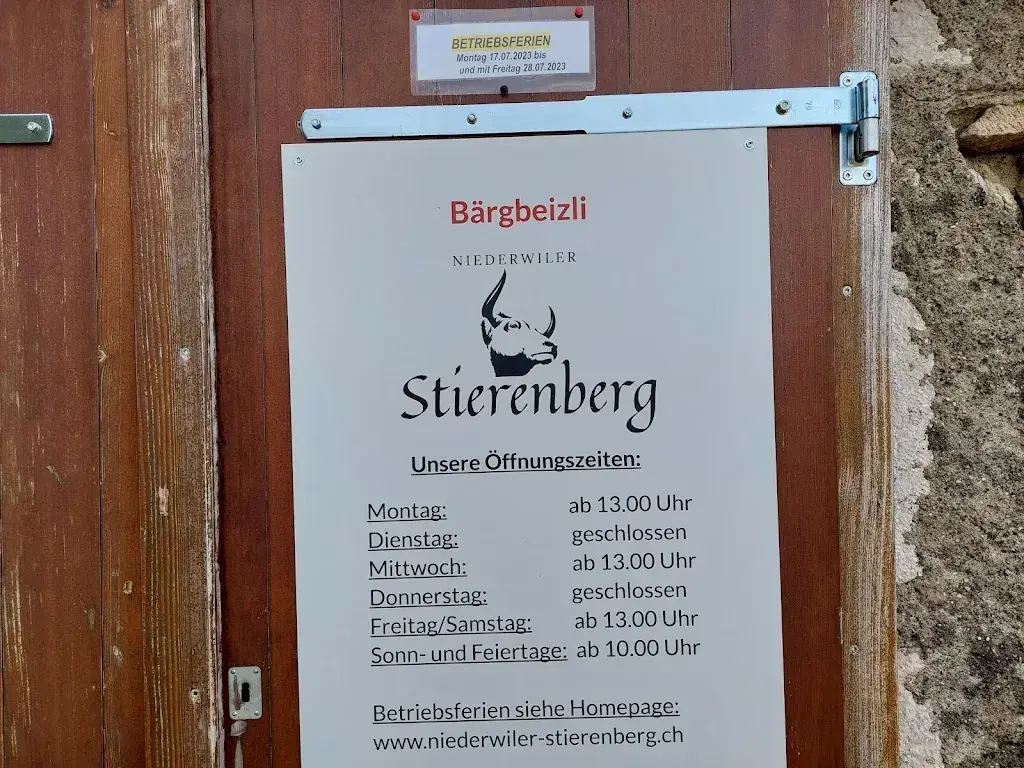 BETRIEBSFERIEN
Montag 17.07.2023 bis
und mit Freitag 28.07.2023
Bärgbeizli
NIEDERWILER
Stierenberg
Unsere Öffnungszeiten:
Montag: ab 13.00 Uhr
Dienstag: geschlossen
Mittwoch: ab 13.00 Uhr
Donnerstag: geschlossen
Freitag/Samstag: ab 13.00 Uhr
Sonn- und Feiertage: ab 10.00 Uhr
Betriebsferien siehe Homepage:
www.niederwiler-stierenberg.ch